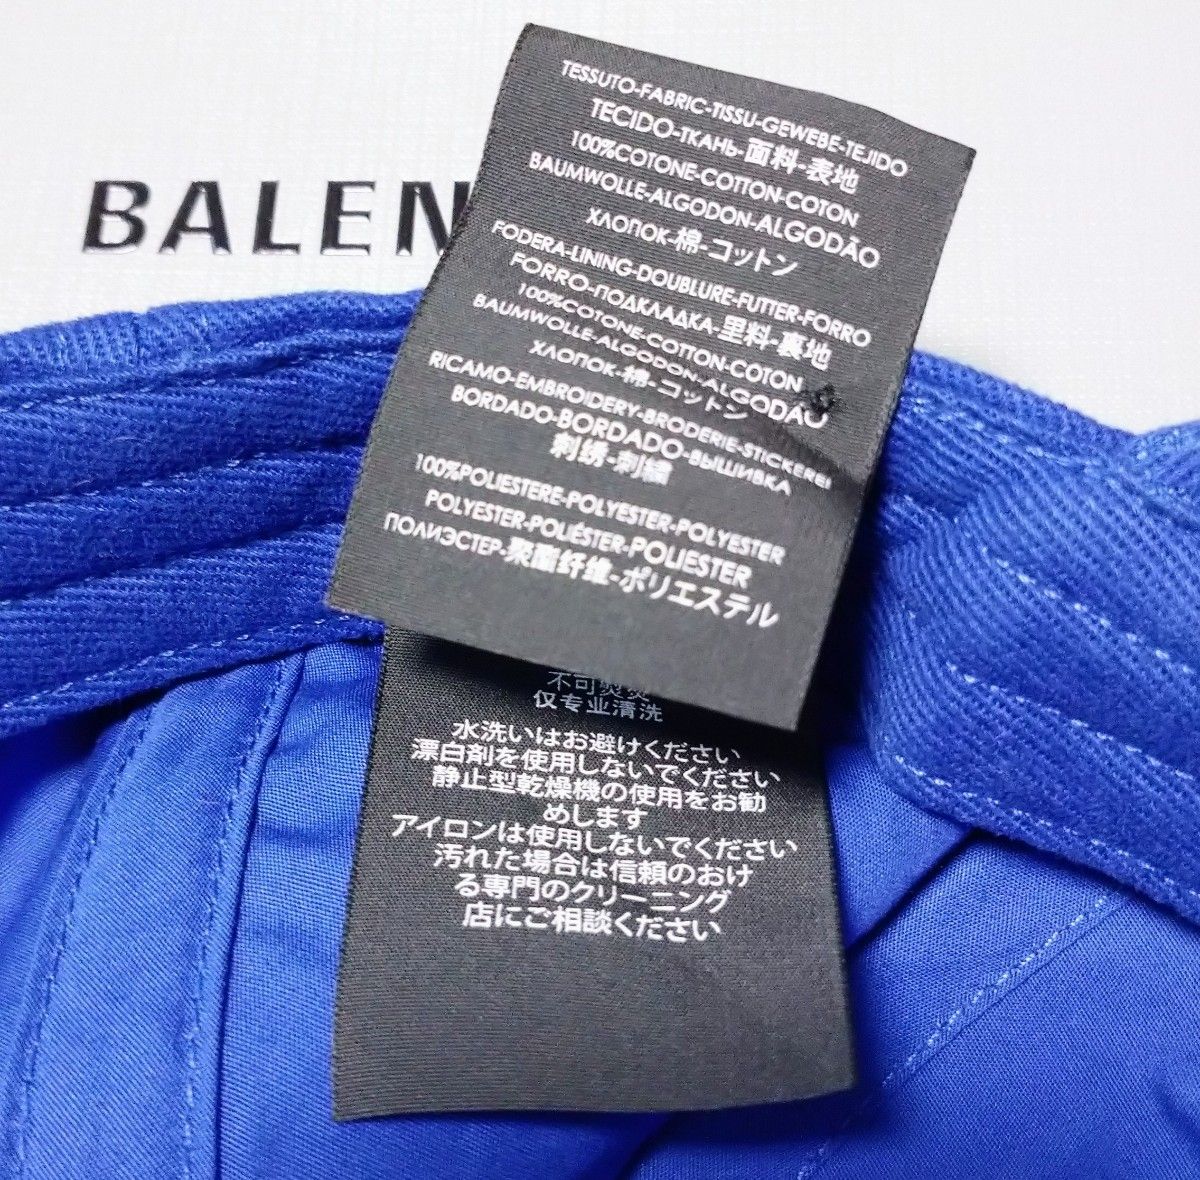 BALEN
TESSUTO-FABRIC-TISSU-GEWEBE-TEJIDO
TECIDO-ТКАНЬ-面料-表地
100%COTONE-COTTON-COTON
BAUMWOLLE-ALGODON-ALGODÃO
ХЛОПОК-棉-コットン
FODERA-LINING-DOUBLURE-FUTTER-FORRO
FORRO-ПОДКЛАДКА-里料-裏地
100%COTONE-COTTON-COTON
BAUMWOLLE-ALGODON-ALGODÃO
ХЛОПОК-棉-コットン
RICAMO-EMBROIDERY-BRODERIE-STICKEREI
BORDADO-BORDADO-ВЫШИВКА
刺绣-刺繍
100%POLIESTERE-POLYESTER-POLYESTER
POLYESTER-POLIÉSTER-POLIESTER
ПОЛИЭСТЕР-聚酯纤维-ポリエステル
不可熨烫
仅专业清洗
水洗いはお避けください
漂白剤を使用しないでください
静止型乾燥機の使用をお勧
めします
アイロンは使用しないでください
汚れた場合は信頼のおけ
る専門のクリーニング
店にご相談ください